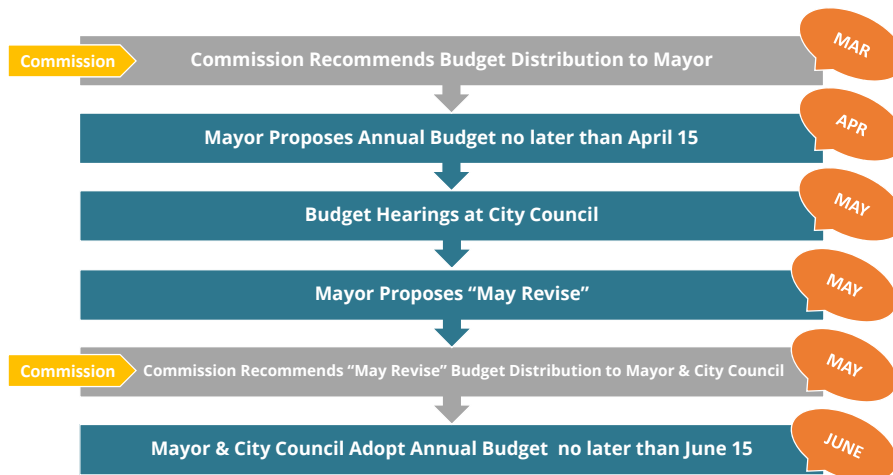 MAR
Commission
Commission Recommends Budget Distribution to Mayor
APR
Mayor Proposes Annual Budget no later than April 15
MAY
Budget Hearings at City Council
MAY
Mayor Proposes “May Revise”
MAY
Commission
Commission Recommends “May Revise” Budget Distribution to Mayor & City Council
JUNE
Mayor & City Council Adopt Annual Budget no later than June 15